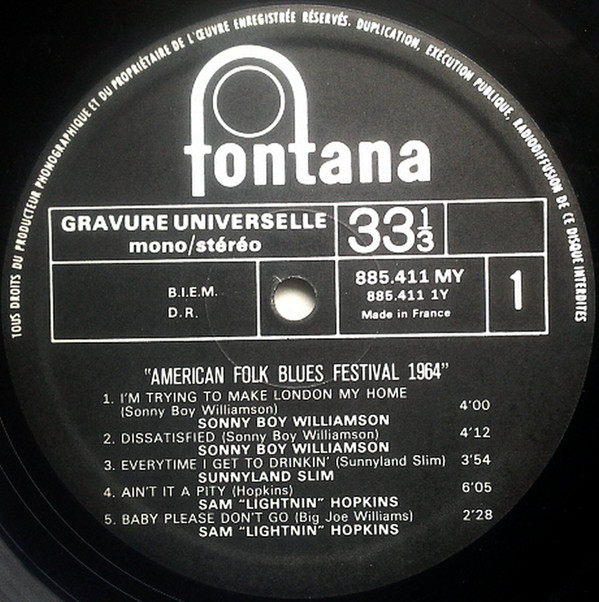 TOUS DROITS DU PRODUCTEUR PHONOGRAPHIQUE ET DU PROPRIÉTAIRE DE L'ŒUVRE ENREGISTRÉE RÉSERVÉS. DUPLICATION, EXÉCUTION PUBLIQUE, RADIODIFFUSION DE CE DISQUE INTERDITES
fontana
GRAVURE UNIVERSELLE
mono/stéréo
33 1/3
B.I.E.M.
D.R.
885.411 MY
885.411 1Y
Made in France
1
"AMERICAN FOLK BLUES FESTIVAL 1964"
1. I'M TRYING TO MAKE LONDON MY HOME
(Sonny Boy Williamson) 4'00
SONNY BOY WILLIAMSON
2. DISSATISFIED (Sonny Boy Williamson) 4'12
SONNY BOY WILLIAMSON
3. EVERYTIME I GET TO DRINKIN' (Sunnyland Slim) 3'54
SUNNYLAND SLIM
4. AIN'T IT A PITY (Hopkins) 6'05
SAM "LIGHTNIN" HOPKINS
5. BABY PLEASE DON'T GO (Big Joe Williams) 2'28
SAM "LIGHTNIN" HOPKINS